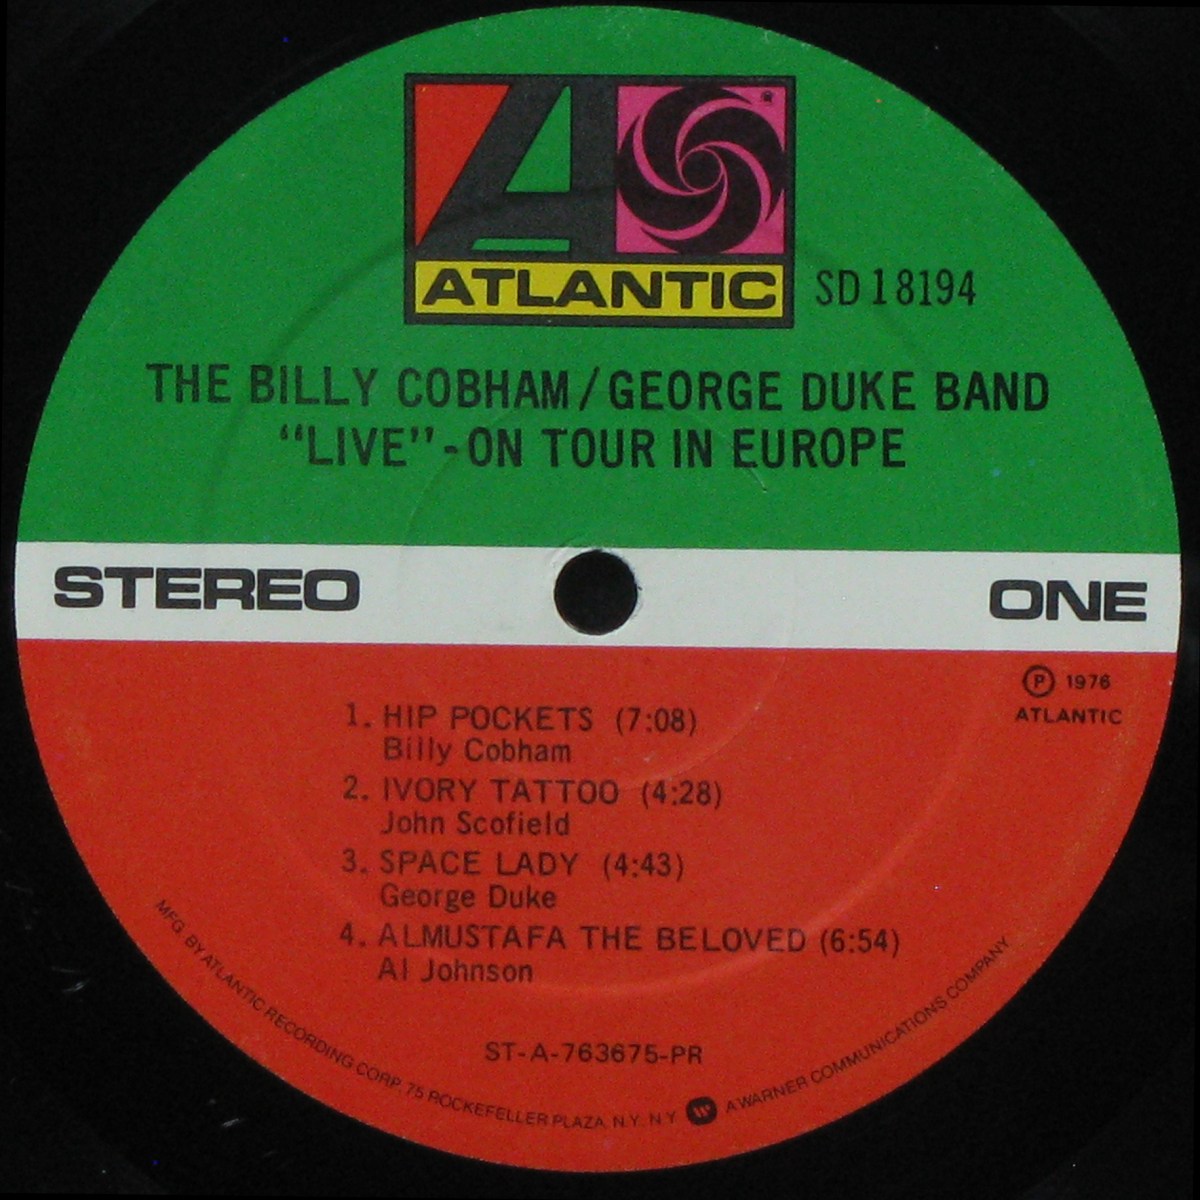 ATLANTIC
SD 18194
THE BILLY COBHAM/GEORGE DUKE BAND
“LIVE”-ON TOUR IN EUROPE
STEREO
ONE
Ⓟ 1976
ATLANTIC
1. HIP POCKETS (7:08)
Billy Cobham
2. IVORY TATTOO (4:28)
John Scofield
3. SPACE LADY (4:43)
George Duke
4. ALMUSTAFA THE BELOVED (6:54)
Al Johnson
ST-A-763675-PR
MFG. BY ATLANTIC RECORDING CORP., 75 ROCKEFELLER PLAZA, N.Y. N.Y. A WARNER COMMUNICATIONS COMPANY